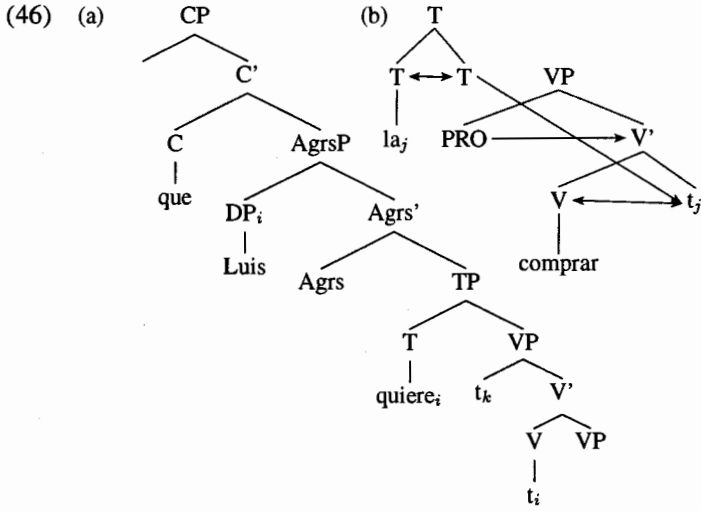 (46) (a) CP (b) T
C' T T VP
C AgrsP la_j PRO V'
que DP_i Agrs' V t_j
Luis Agrs TP comprar
T VP
quiere_i t_k V'
V VP
t_i